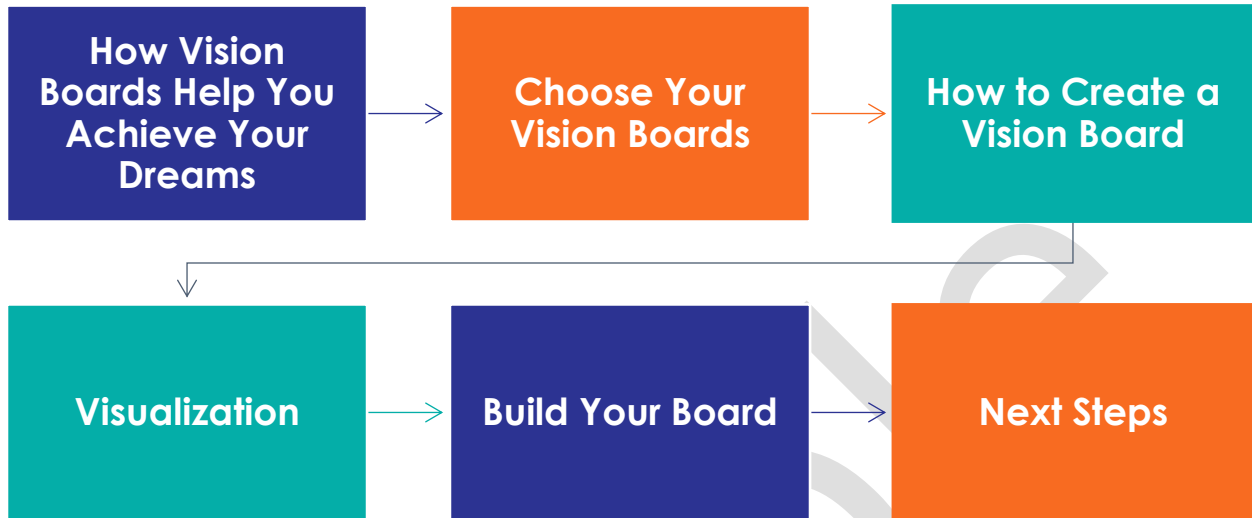 How Vision
Boards Help You
Achieve Your
Dreams
Choose Your
Vision Boards
How to Create a
Vision Board
Visualization
Build Your Board
Next Steps